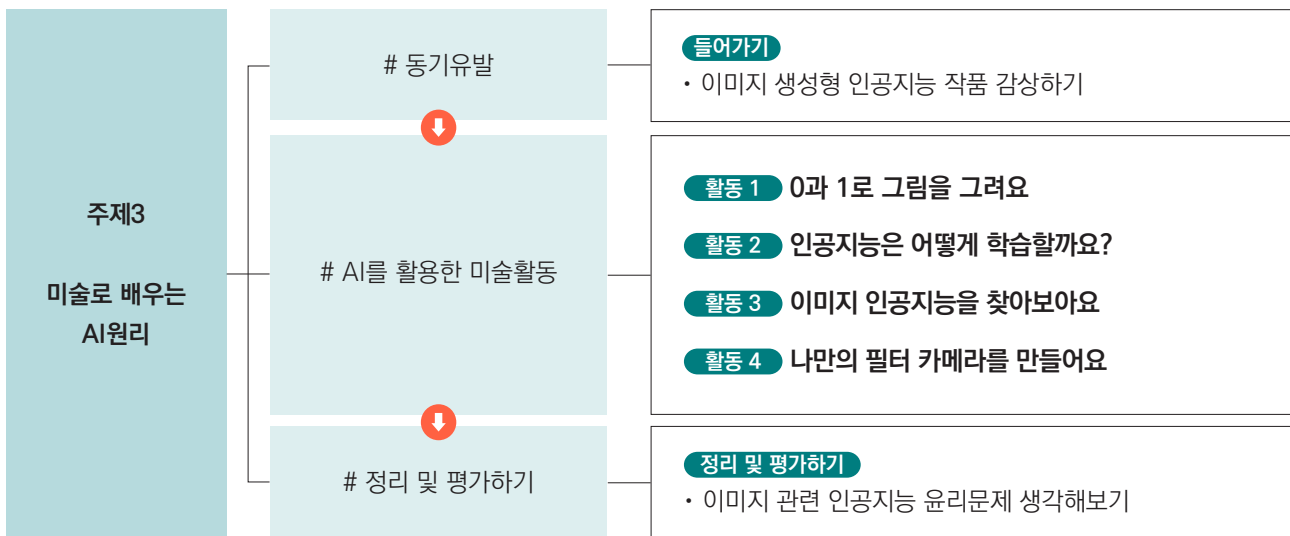 주제3
미술로 배우는
AI원리
# 동기유발
들어가기
• 이미지 생성형 인공지능 작품 감상하기
# AI를 활용한 미술활동
활동 1 0과 1로 그림을 그려요
활동 2 인공지능은 어떻게 학습할까요?
활동 3 이미지 인공지능을 찾아보아요
활동 4 나만의 필터 카메라를 만들어요
# 정리 및 평가하기
정리 및 평가하기
• 이미지 관련 인공지능 윤리문제 생각해보기